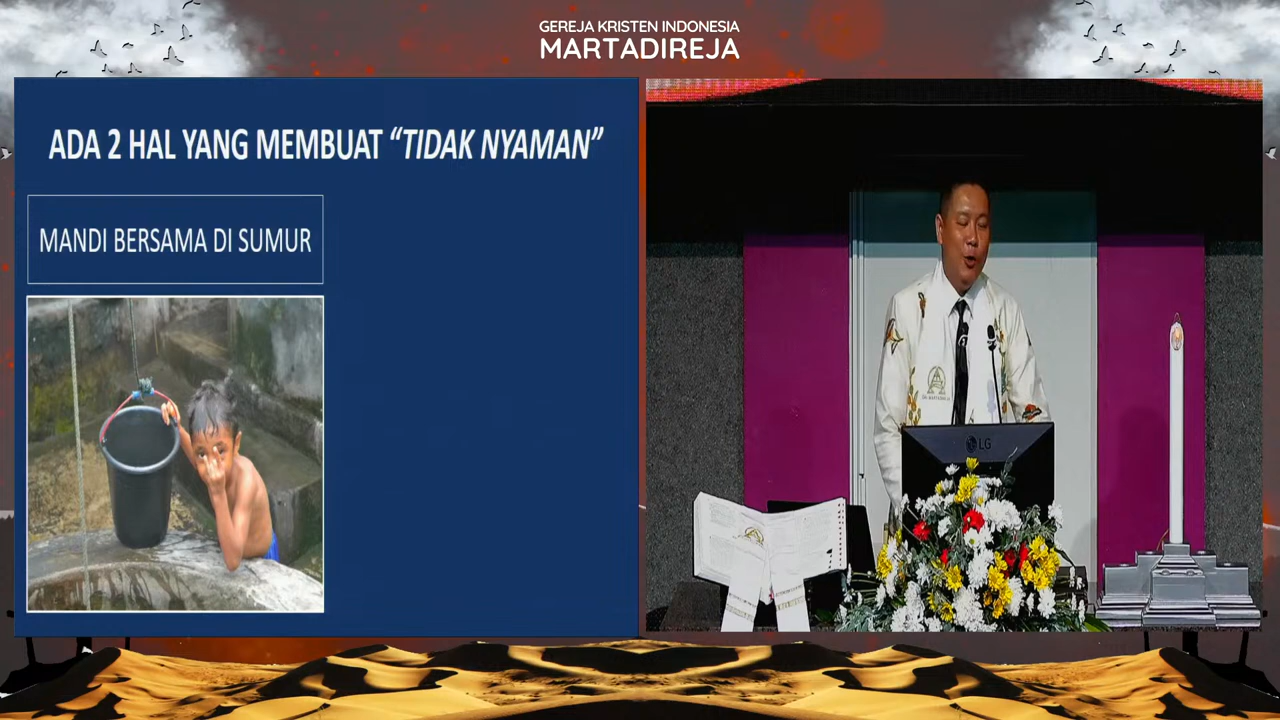 GEREJA KRISTEN INDONESIA
MARTADIREJA
ADA 2 HAL YANG MEMBUAT “TIDAK NYAMAN”
MANDI BERSAMA DI SUMUR
LG